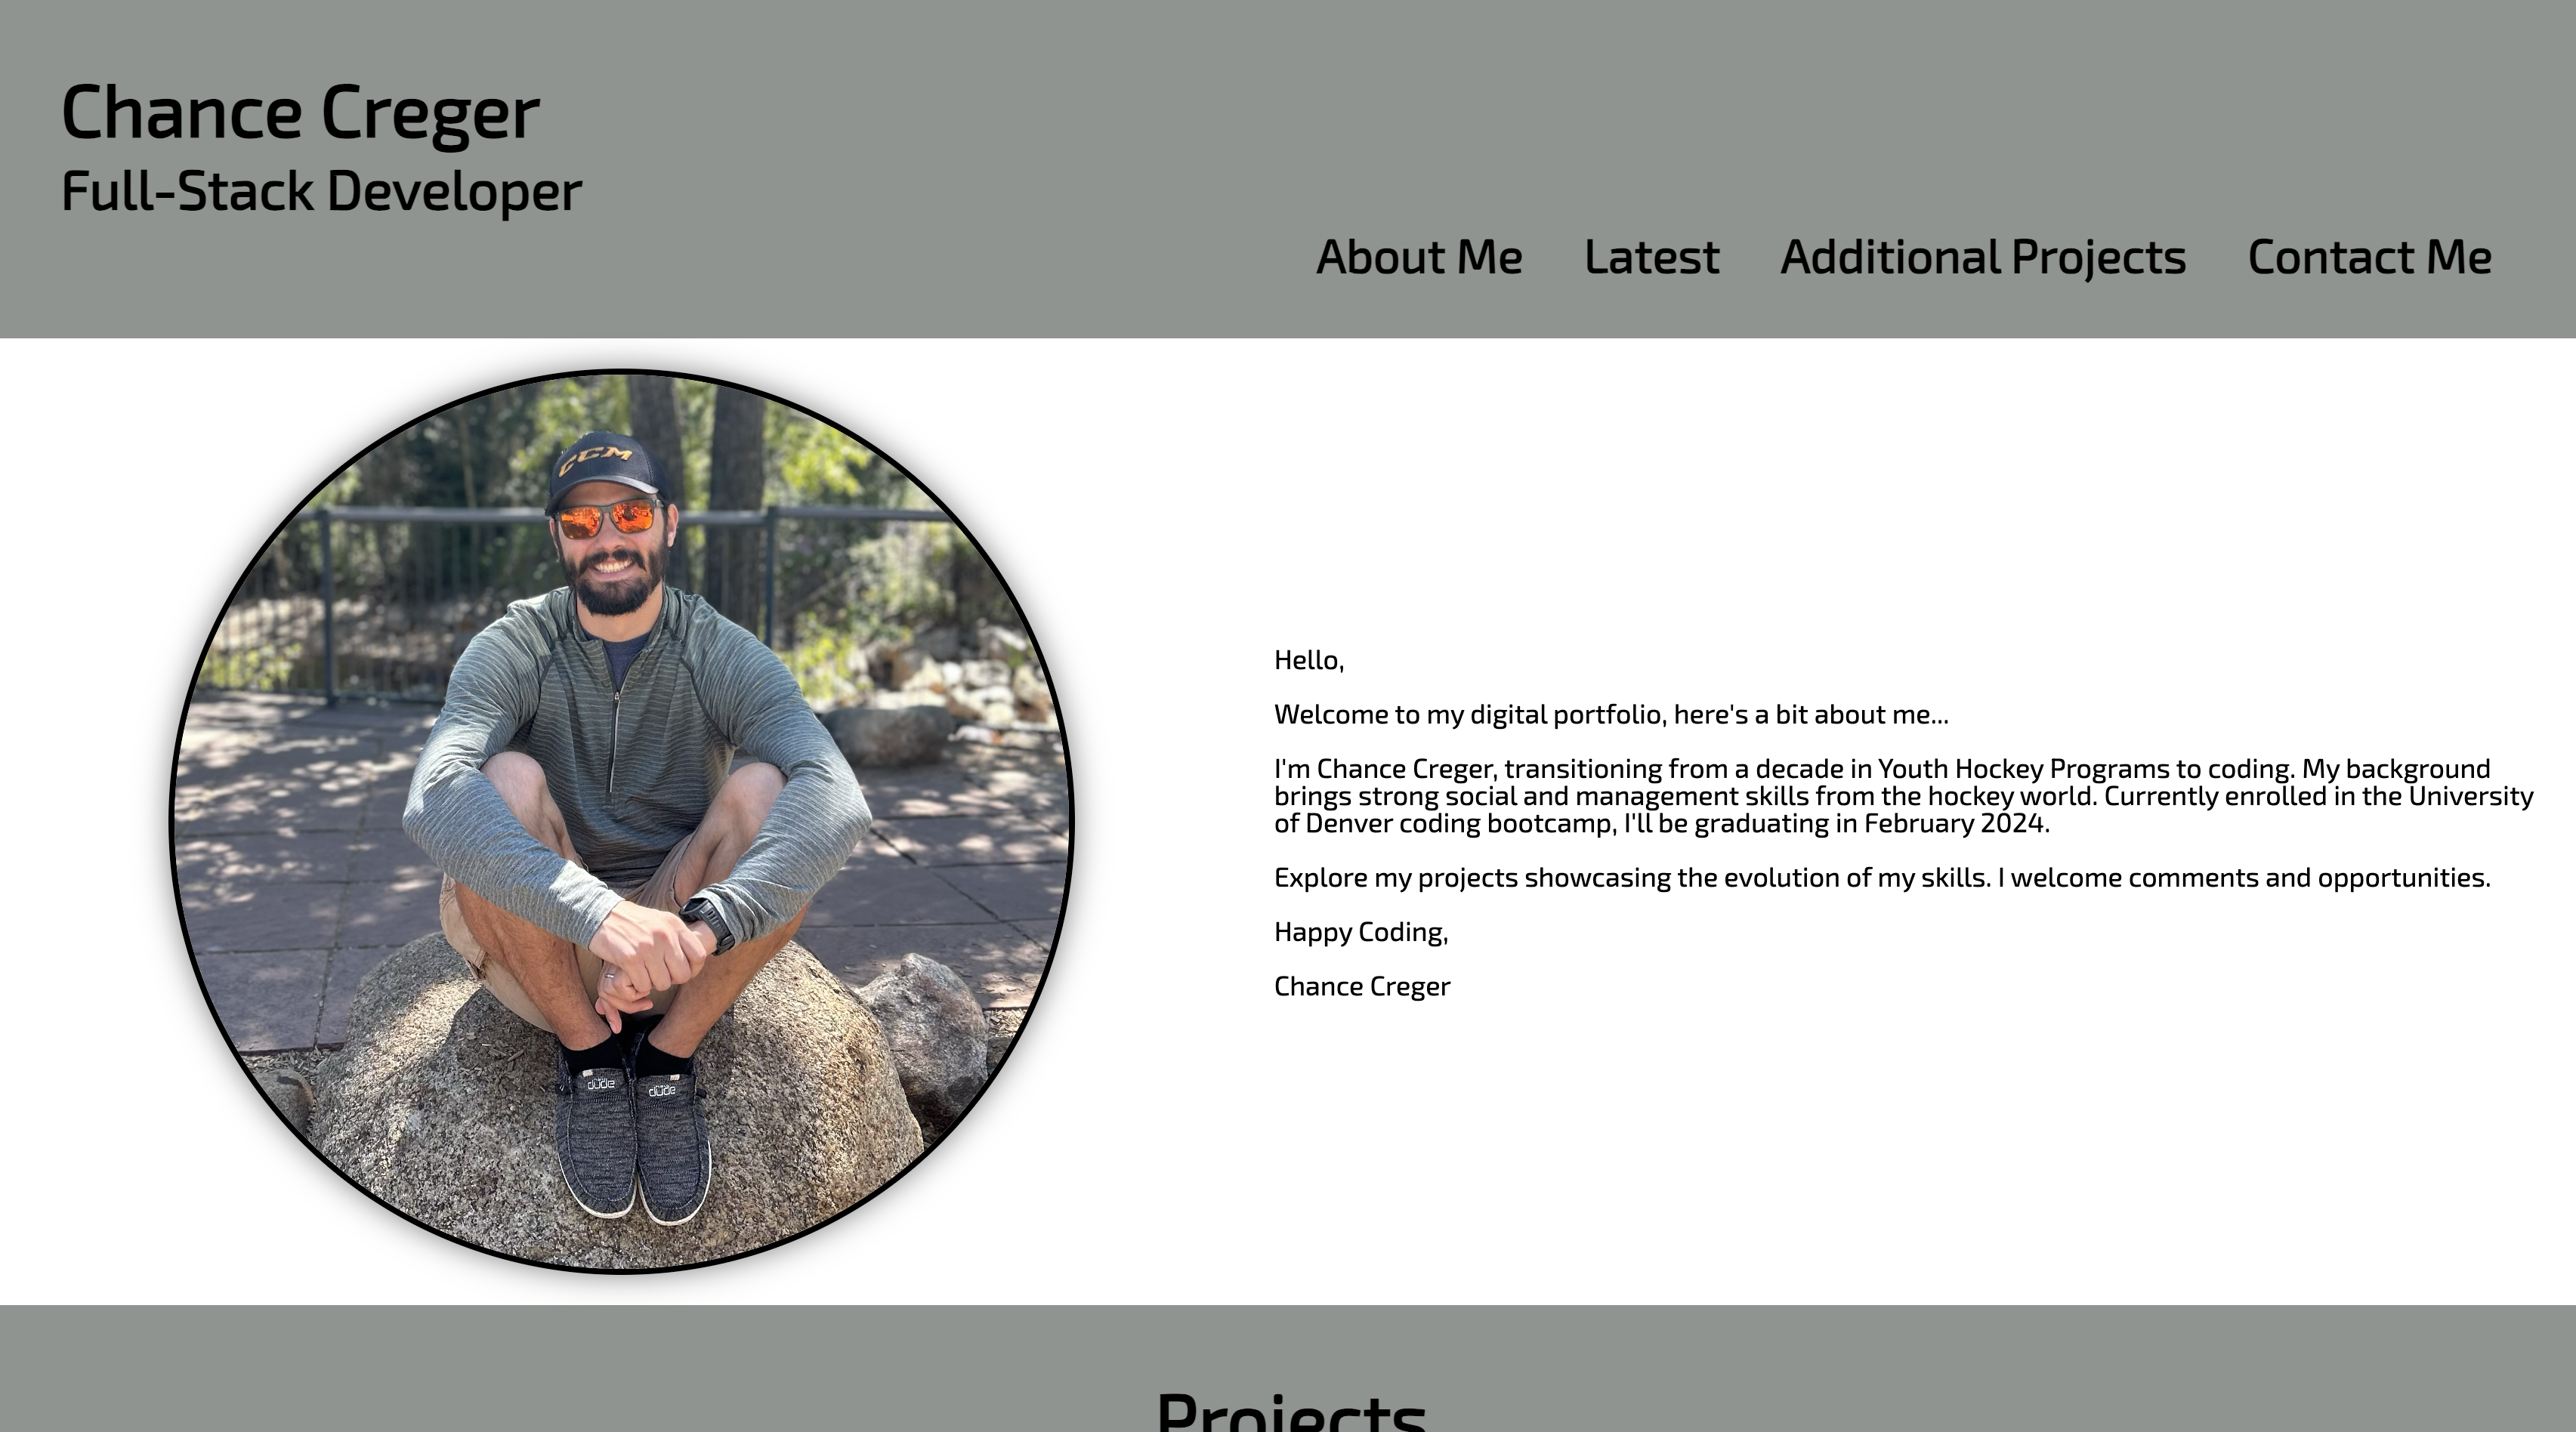 Chance Creger
Full-Stack Developer
About Me Latest Additional Projects Contact Me
CCM
Hello,
Welcome to my digital portfolio, here's a bit about me...
I'm Chance Creger, transitioning from a decade in Youth Hockey Programs to coding. My background
brings strong social and management skills from the hockey world. Currently enrolled in the University
of Denver coding bootcamp, I'll be graduating in February 2024.
Explore my projects showcasing the evolution of my skills. I welcome comments and opportunities.
Happy Coding,
Chance Creger
dude dude
Projects